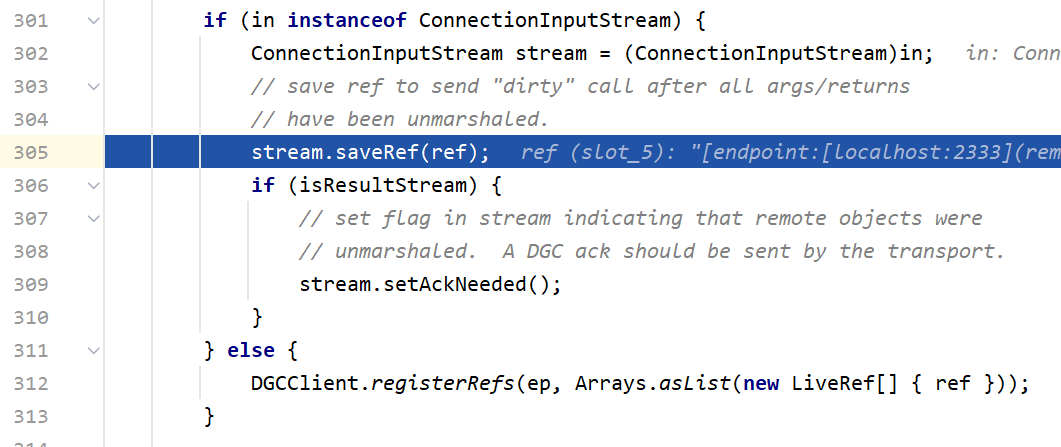 301 if (in instanceof ConnectionInputStream) {
302 ConnectionInputStream stream = (ConnectionInputStream)in; in: Conn
303 // save ref to send "dirty" call after all args/returns
304 // have been unmarshaled.
305 stream.saveRef(ref); ref (slot_5): "[endpoint:[localhost:2333](rem
306 if (isResultStream) {
307 // set flag in stream indicating that remote objects were
308 // unmarshaled.  A DGC ack should be sent by the transport.
309 stream.setAckNeeded();
310 }
311 } else {
312 DGCClient.registerRefs(ep, Arrays.asList(new LiveRef[] { ref }));
313 }